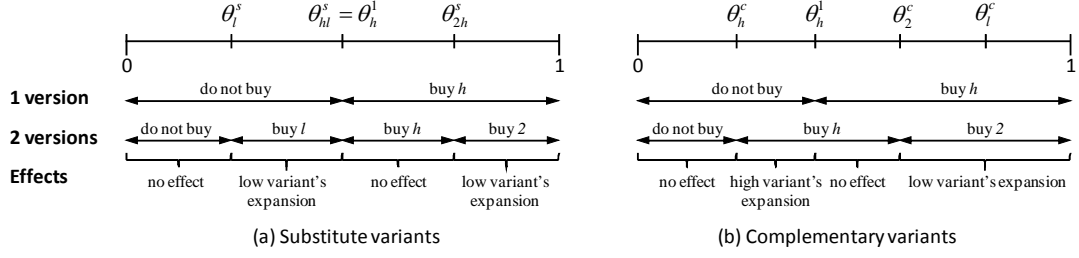 θ_l^s θ_hl^s = θ_h^1 θ_2h^s
0 1
1 version do not buy buy h
2 versions do not buy buy l buy h buy 2
Effects no effect low variant's expansion no effect low variant's expansion
(a) Substitute variants
θ_h^c θ_h^1 θ_2^c θ_l^c
0 1
do not buy buy h
do not buy buy h buy 2
no effect high variant's expansion no effect low variant's expansion
(b) Complementary variants